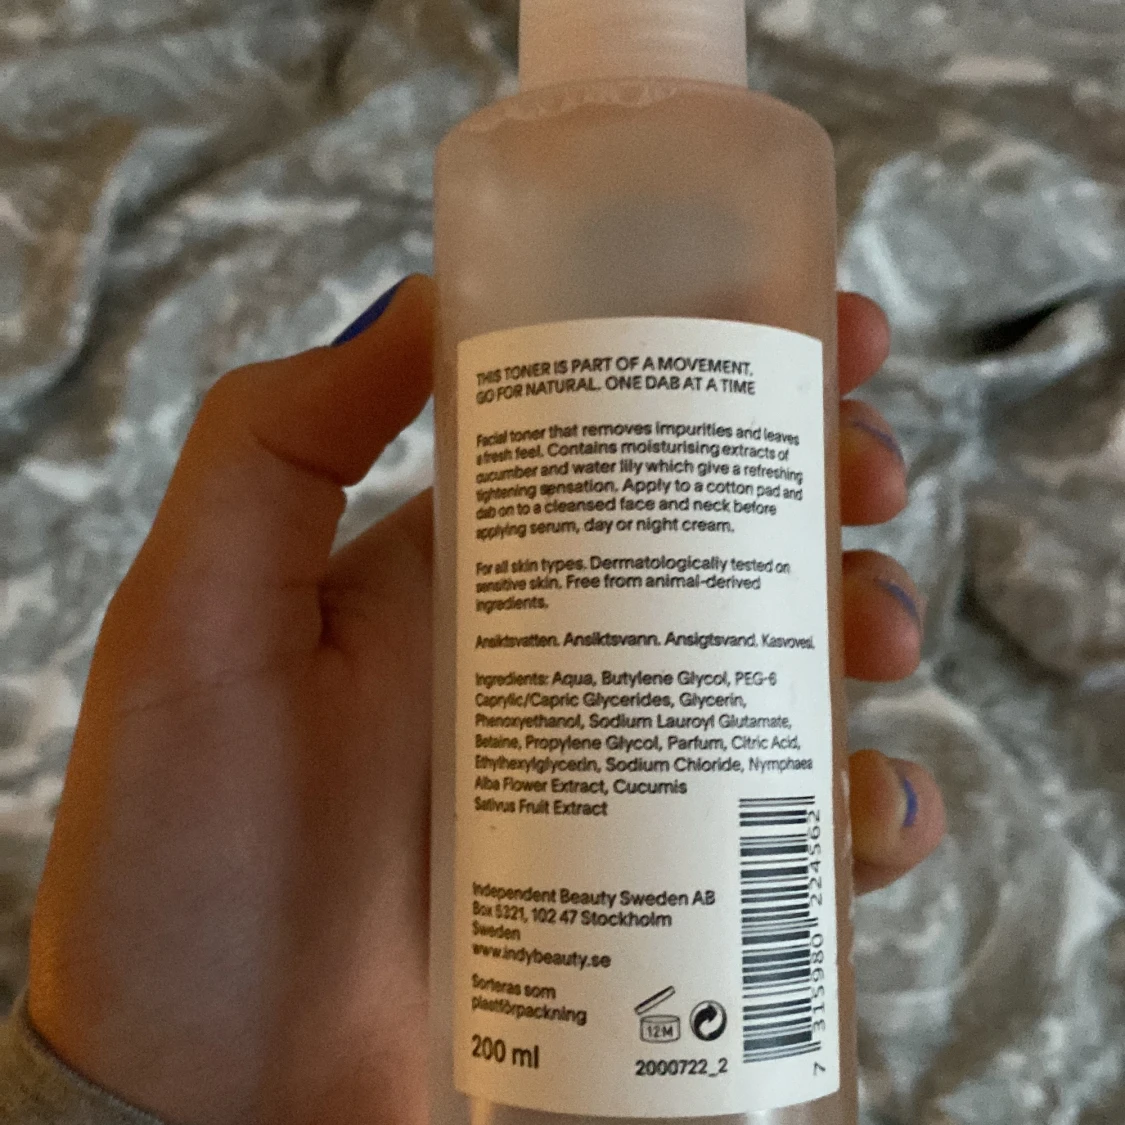 THIS TONER IS PART OF A MOVEMENT.
GO FOR NATURAL. ONE DAB AT A TIME
Facial toner that removes impurities and leaves
a fresh feel. Contains moisturising extracts of
cucumber and water lily which give a refreshing
tightening sensation. Apply to a cotton pad and
dab on to a cleansed face and neck before
applying serum, day or night cream.
For all skin types. Dermatologically tested on
sensitive skin. Free from animal-derived
ingredients.
Ansiktsvatten. Ansiktsvann. Ansigtsvand. Kasvovesi.
Ingredients: Aqua, Butylene Glycol, PEG-6
Caprylic/Capric Glycerides, Glycerin,
Phenoxyethanol, Sodium Lauroyl Glutamate,
Betaine, Propylene Glycol, Parfum, Citric Acid,
Ethylhexylglycerin, Sodium Chloride, Nymphaea
Alba Flower Extract, Cucumis
Sativus Fruit Extract
Independent Beauty Sweden AB
Box 5321, 102 47 Stockholm
Sweden
www.indybeauty.se
Sorteras som
plastförpackning
200 ml
12M
2000722_2
7 315980 224562